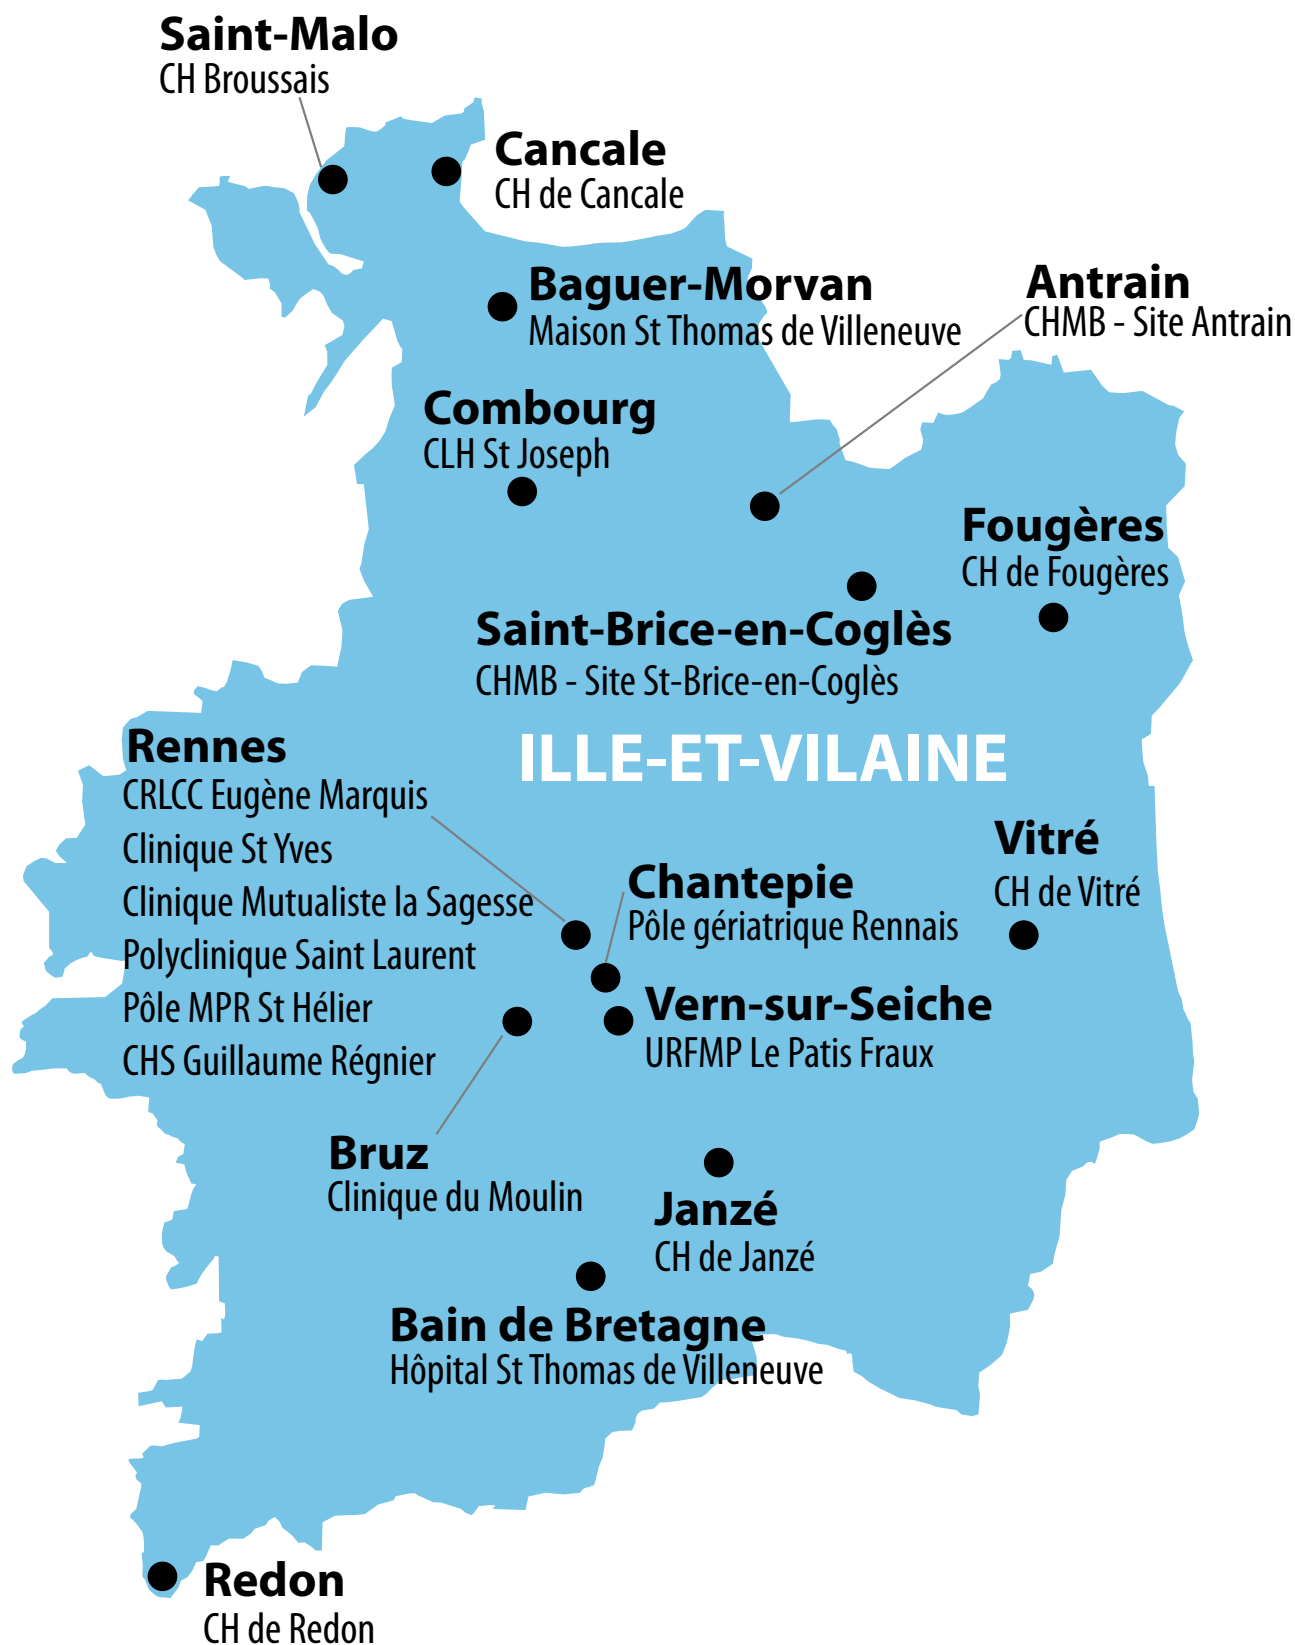 Saint-Malo
CH Broussais
Cancale
CH de Cancale
Baguer-Morvan
Maison St Thomas de Villeneuve
Antrain
CHMB - Site Antrain
Combourg
CLH St Joseph
Fougères
CH de Fougères
Saint-Brice-en-Coglès
CHMB - Site St-Brice-en-Coglès
ILLE-ET-VILAINE
Rennes
CRLCC Eugène Marquis
Clinique St Yves
Clinique Mutualiste la Sagesse
Polyclinique Saint Laurent
Pôle MPR St Hélier
CHS Guillaume Régnier
Vitré
CH de Vitré
Chantepie
Pôle gériatrique Rennais
Vern-sur-Seiche
URFMP Le Patis Fraux
Bruz
Clinique du Moulin
Janzé
CH de Janzé
Bain de Bretagne
Hôpital St Thomas de Villeneuve
Redon
CH de Redon